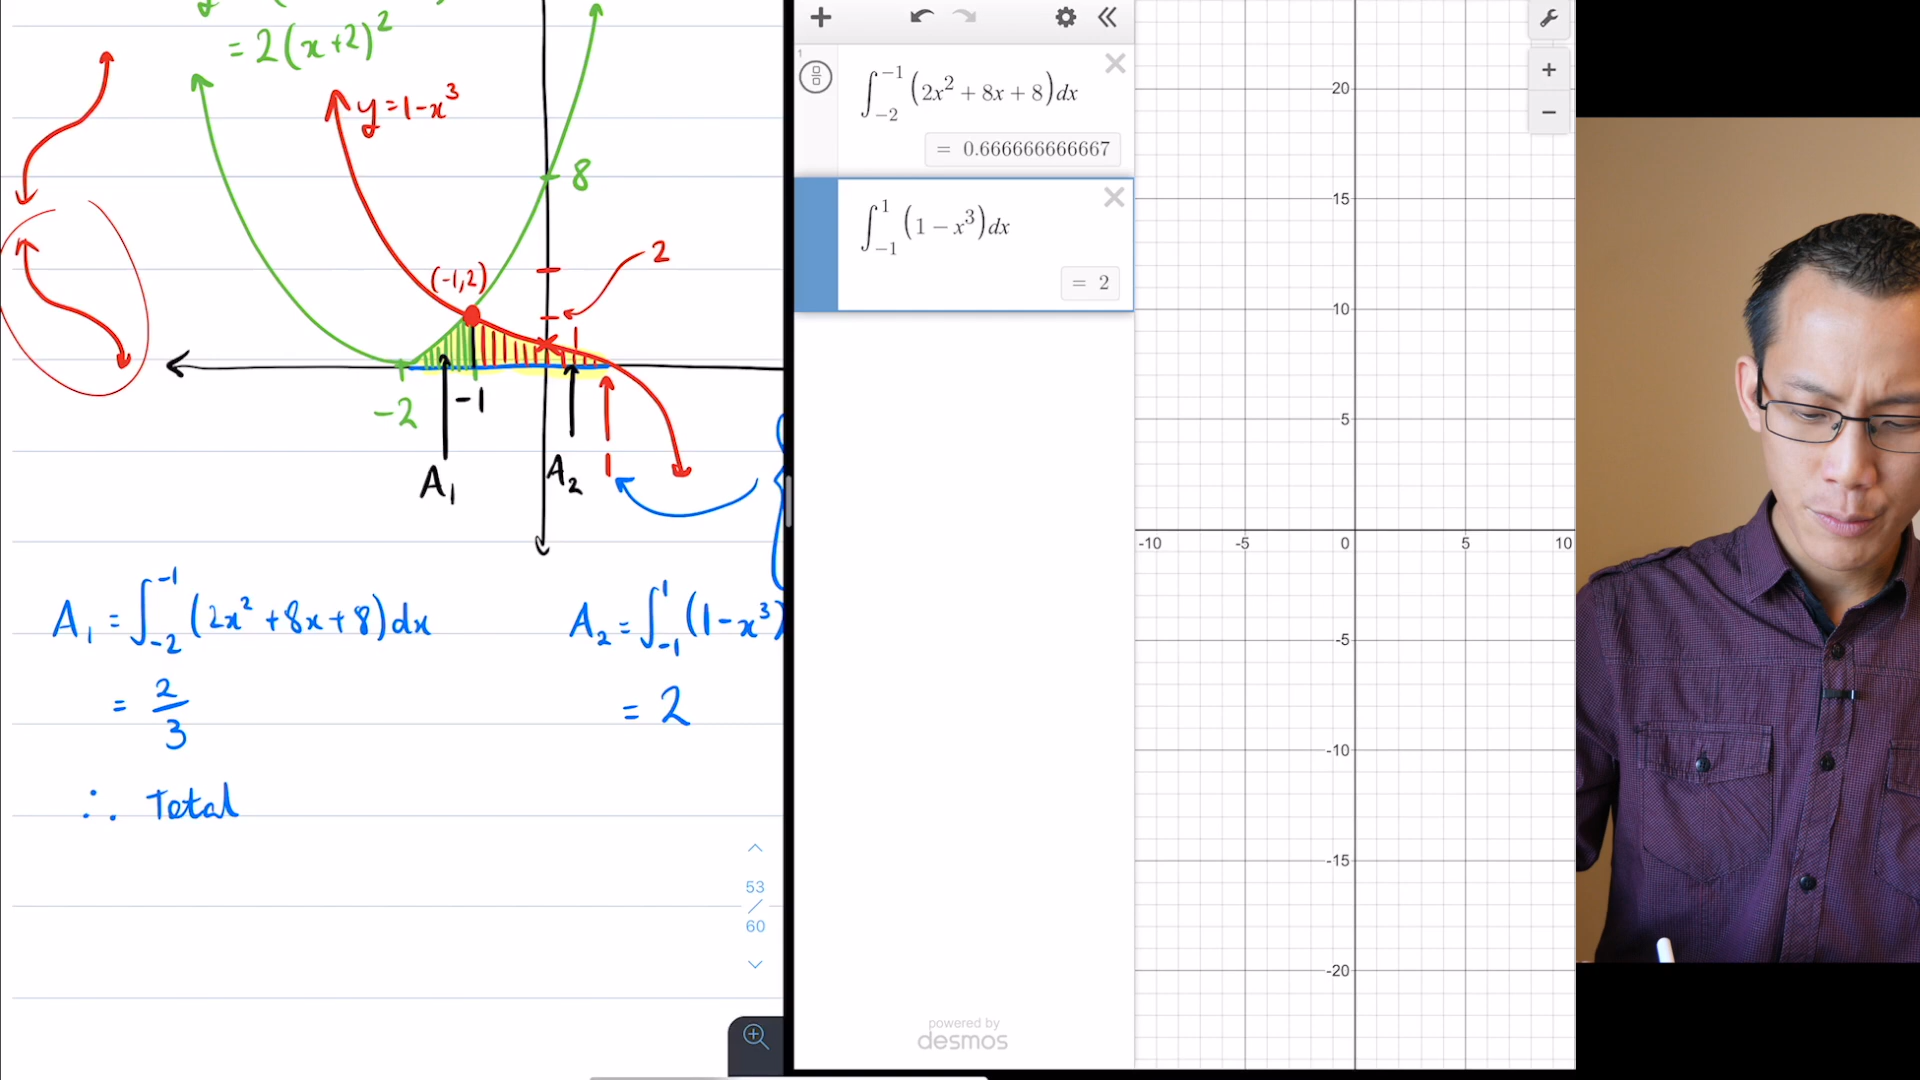 = 2(x+2)²
y=1-x³
8
(-1,2)
2
1
-2
-1
A₁
A₂
1
A₁ = ∫₋₂⁻¹ (2x² + 8x + 8) dx
= 2/3
A₂ = ∫₋₁¹ (1-x³)
= 2
∴ Total
53
/
60
1
∫₋₂⁻¹ (2x² + 8x + 8) dx
= 0.666666666667
∫₋₁¹ (1 − x³) dx
= 2
powered by
desmos
20
15
10
5
-10 -5 0 5 10
-5
-10
-15
-20